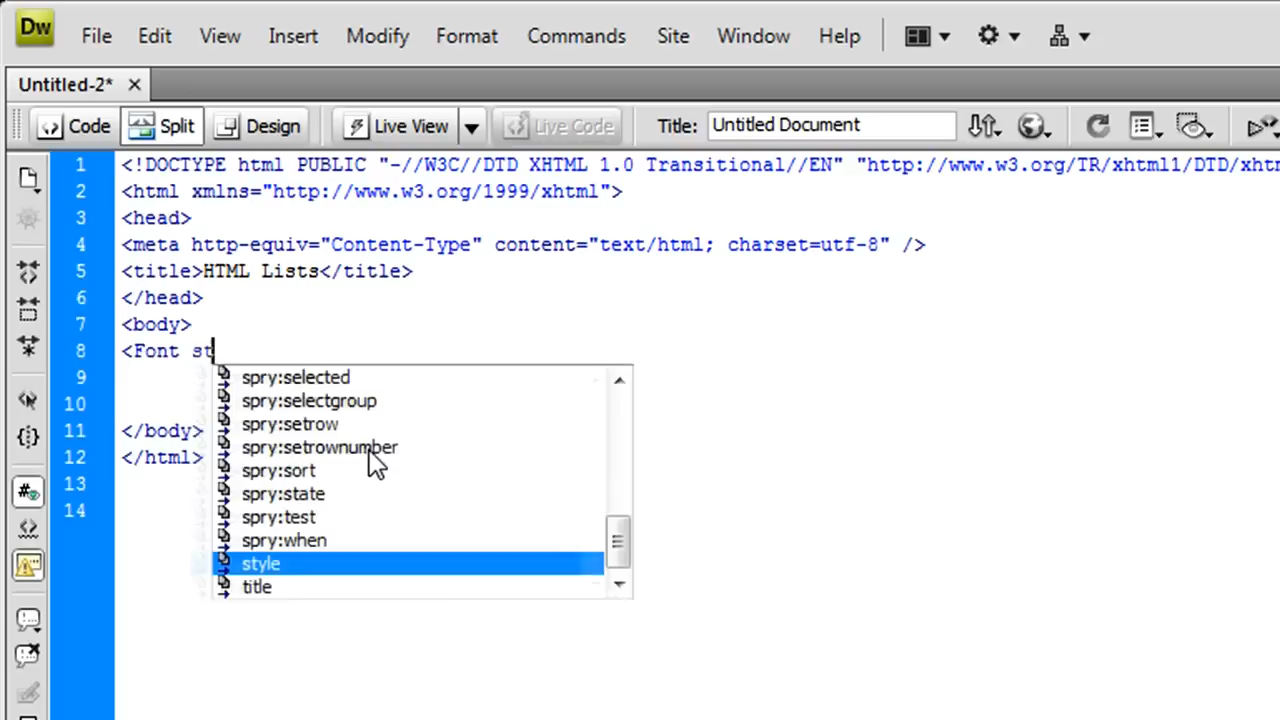 Dw File Edit View Insert Modify Format Commands Site Window Help
Untitled-2*
Code Split Design Live View Live Code Title: Untitled Document
1 <!DOCTYPE html PUBLIC "-//W3C//DTD XHTML 1.0 Transitional//EN" "http://www.w3.org/TR/xhtml1/DTD/xhtm
2 <html xmlns="http://www.w3.org/1999/xhtml">
3 <head>
4 <meta http-equiv="Content-Type" content="text/html; charset=utf-8" />
5 <title>HTML Lists</title>
6 </head>
7 <body>
8 <Font st
9
10
11 </body>
12 </html>
13
14
spry:selected
spry:selectgroup
spry:setrow
spry:setrownumber
spry:sort
spry:state
spry:test
spry:when
style
title